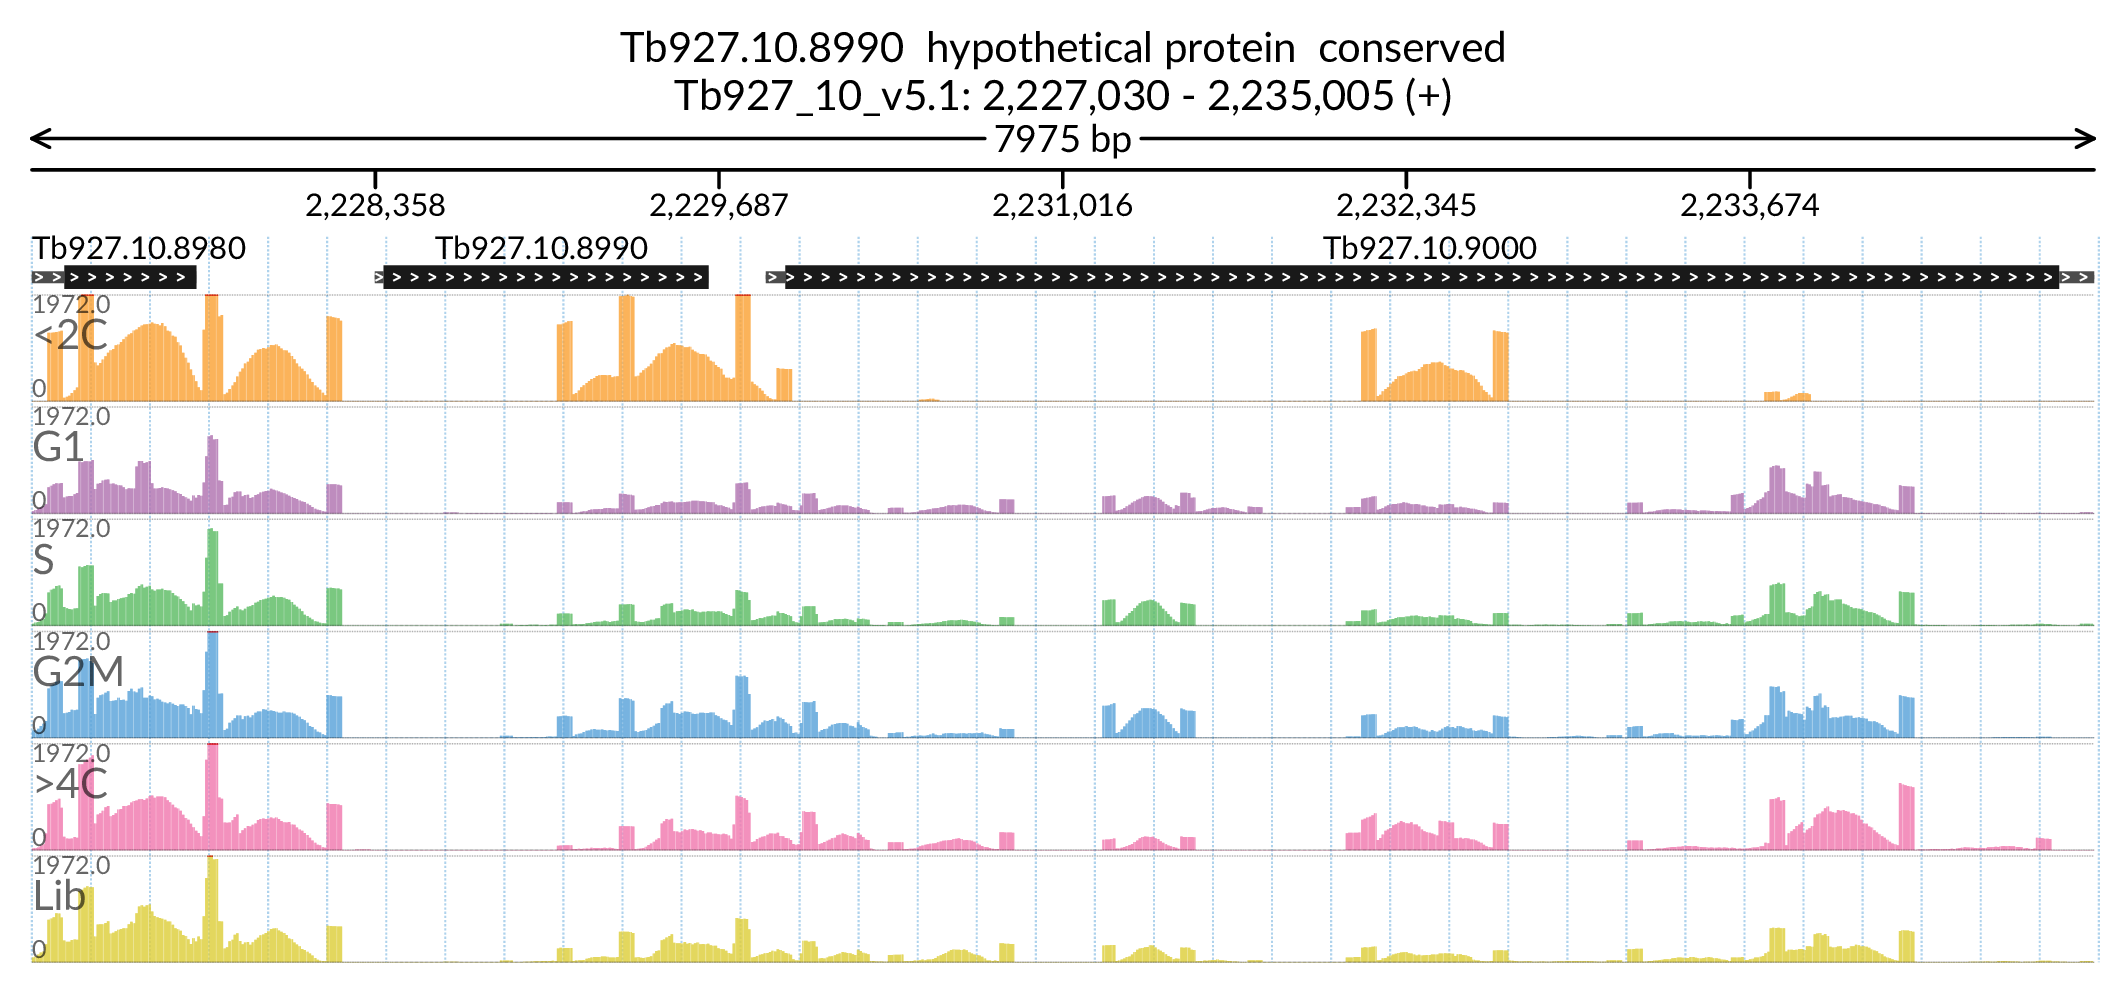 Tb927.10.8990  hypothetical protein  conserved
Tb927_10_v5.1: 2,227,030 - 2,235,005 (+)
7975 bp
2,228,358 2,229,687 2,231,016 2,232,345 2,233,674
Tb927.10.8980 Tb927.10.8990 Tb927.10.9000
1972.0
<2C
0
1972.0
G1
0
1972.0
S
0
1972.0
G2M
0
1972.0
>4C
0
1972.0
Lib
0